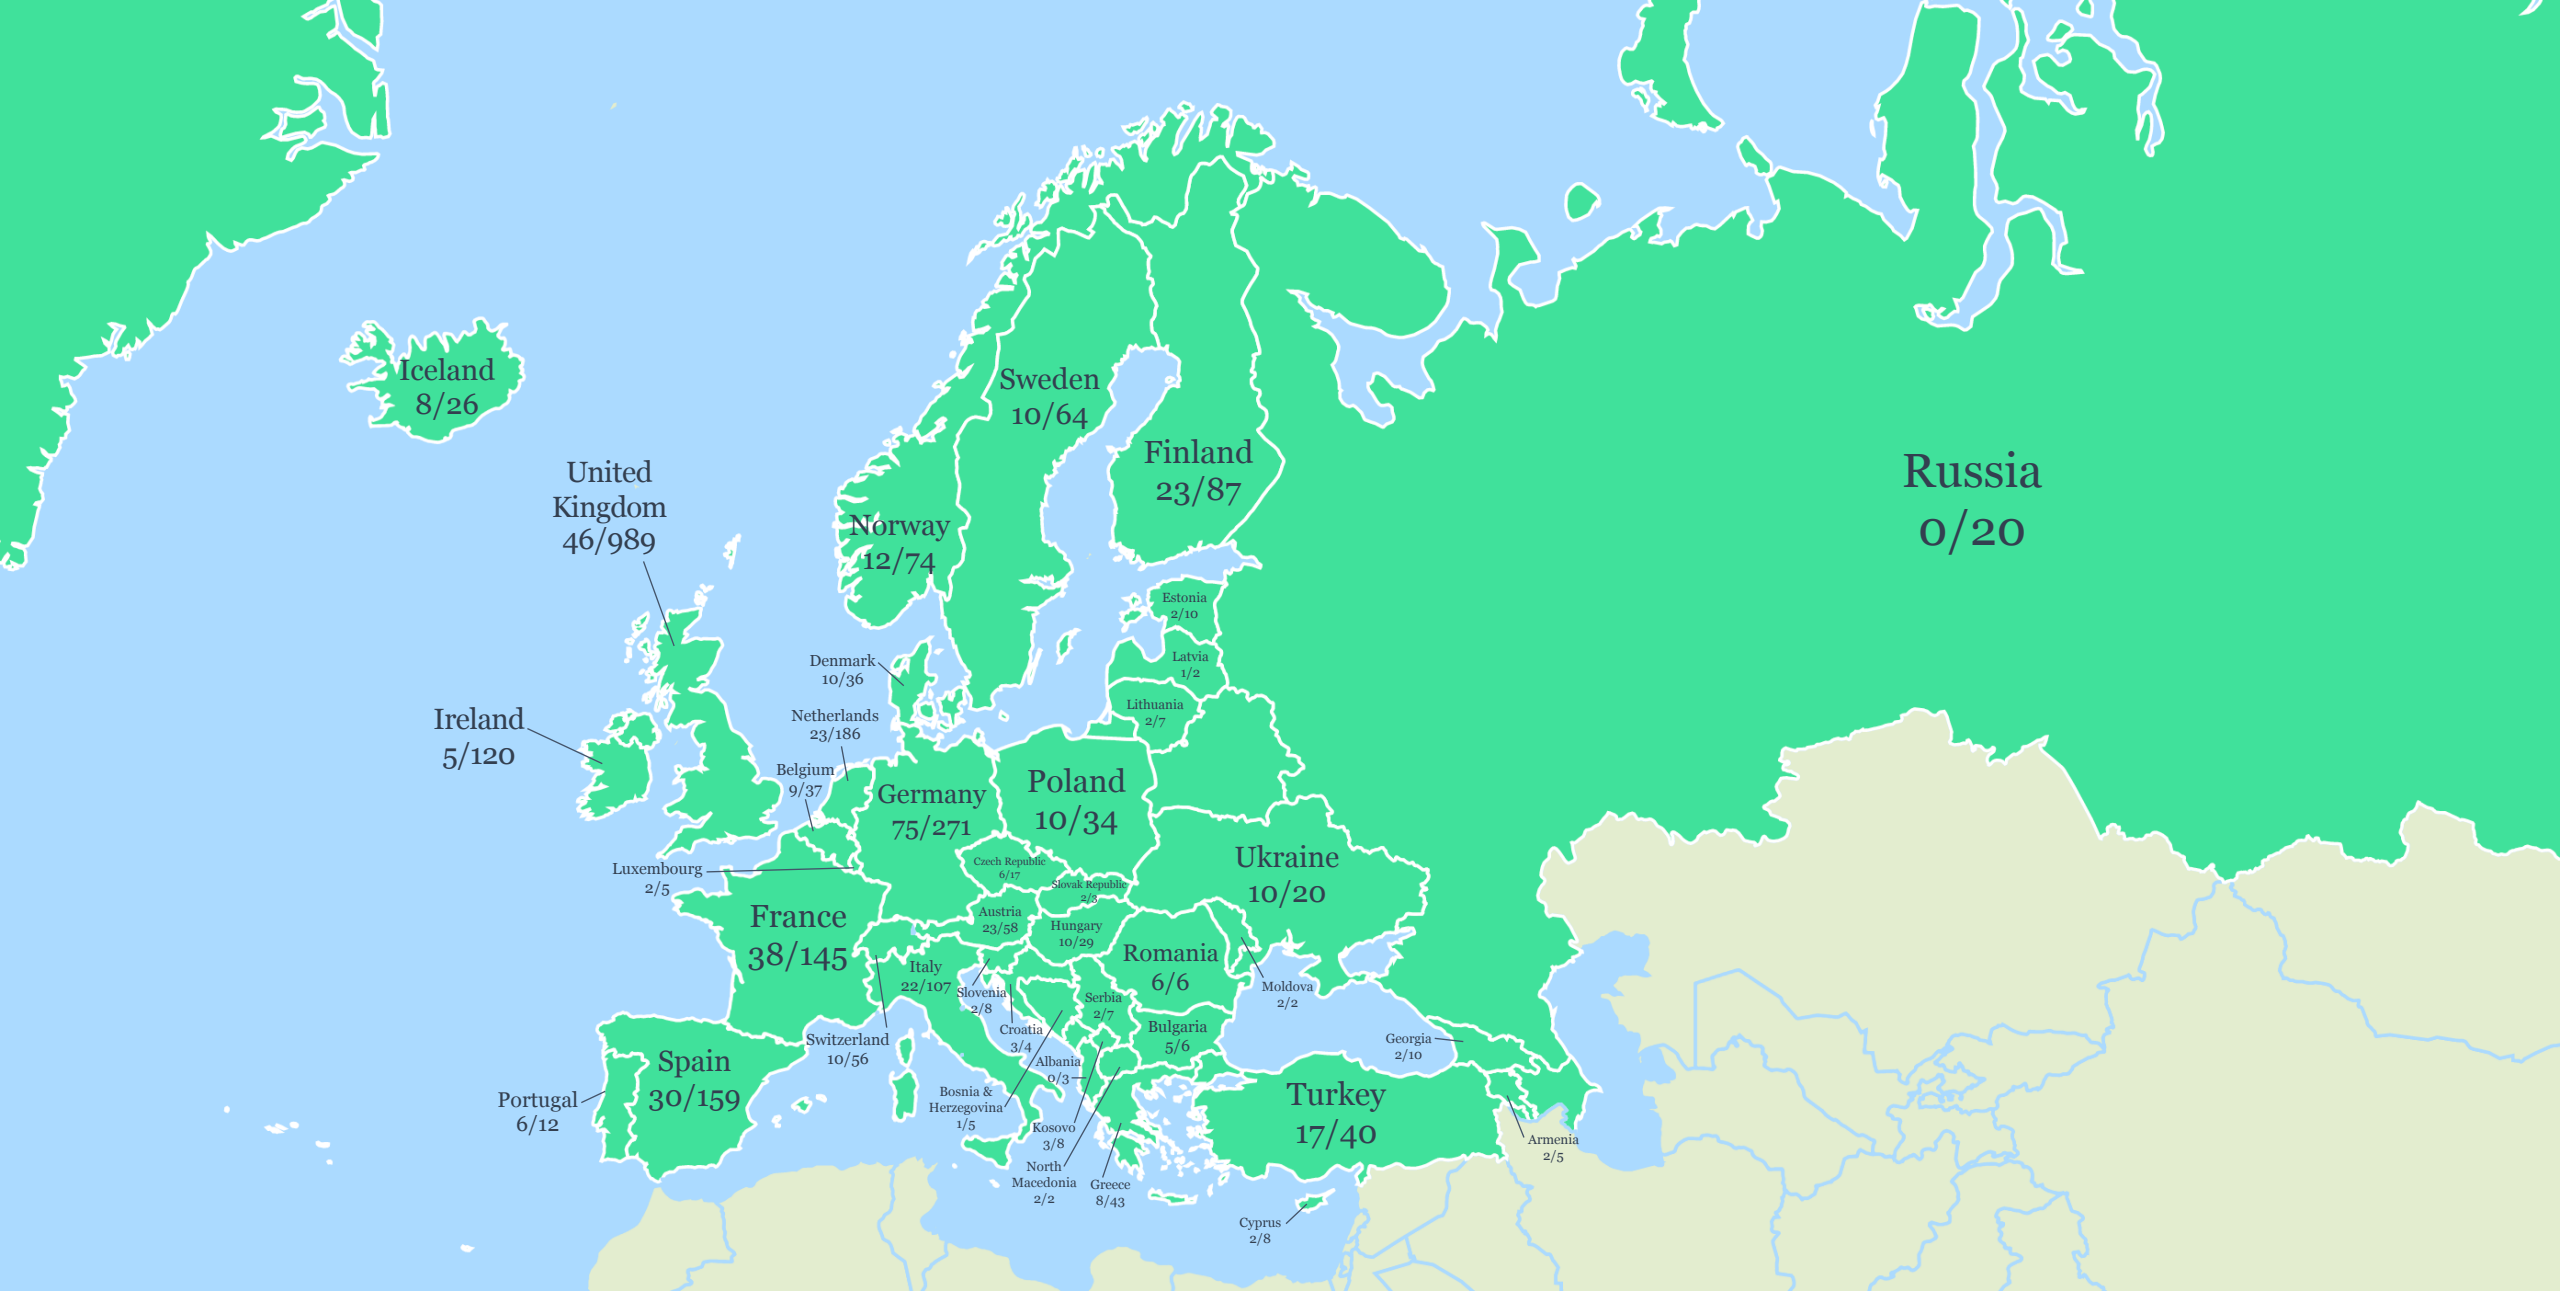 Iceland
8/26
United
Kingdom
46/989
Ireland
5/120
Norway
12/74
Sweden
10/64
Finland
23/87
Russia
0/20
Estonia
2/10
Latvia
1/2
Lithuania
2/7
Denmark
10/36
Netherlands
23/186
Belgium
9/37
Luxembourg
2/5
Germany
75/271
Poland
10/34
Czech Republic
6/17
Slovak Republic
2/3
Austria
23/58
Hungary
10/29
Ukraine
10/20
France
38/145
Romania
6/6
Moldova
2/2
Italy
22/107
Slovenia
2/8
Croatia
3/4
Serbia
2/7
Bulgaria
5/6
Switzerland
10/56
Spain
30/159
Portugal
6/12
Albania
0/3
Bosnia &
Herzegovina
1/5
Kosovo
3/8
North
Macedonia
2/2
Greece
8/43
Georgia
2/10
Turkey
17/40
Armenia
2/5
Cyprus
2/8